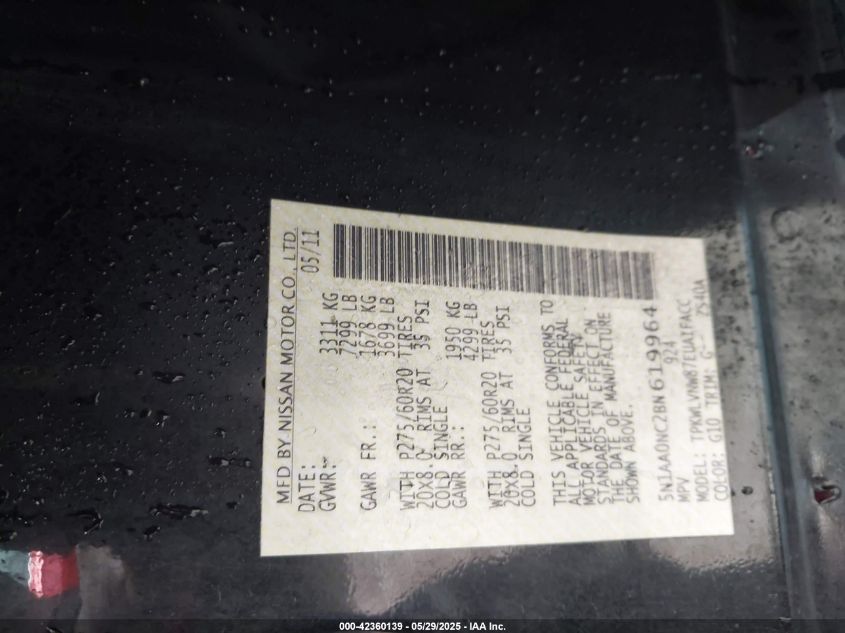 MFD BY NISSAN MOTOR CO., LTD.
DATE: 05/11
GVWR: 3311 KG
7299 LB
GAWR FR.: 1678 KG
3699 LB
WITH P275/60R20 TIRES
20X8.0 RIMS AT 35 PSI
COLD SINGLE
GAWR RR.: 1950 KG
4299 LB
WITH P275/60R20 TIRES
20X8.0 RIMS AT 35 PSI
COLD SINGLE
THIS VEHICLE CONFORMS TO
ALL APPLICABLE FEDERAL
MOTOR VEHICLE SAFETY
STANDARDS IN EFFECT ON
THE DATE OF MANUFACTURE
SHOWN ABOVE.
5N1AA0NC2BN619964
MPV 924
MODEL: TPKWLVNWB7EUAIFACC
COLOR: G10 TRIM: G- 7S40A
000-42360139 - 05/29/2025 - IAA Inc.